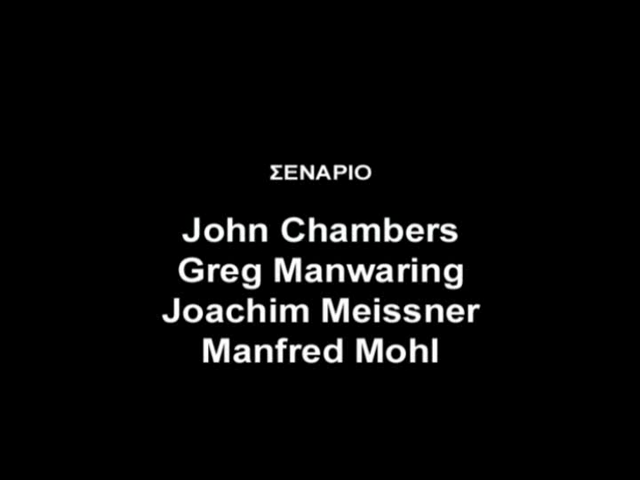 ΣΕΝΑΡΙΟ
John Chambers
Greg Manwaring
Joachim Meissner
Manfred Mohl